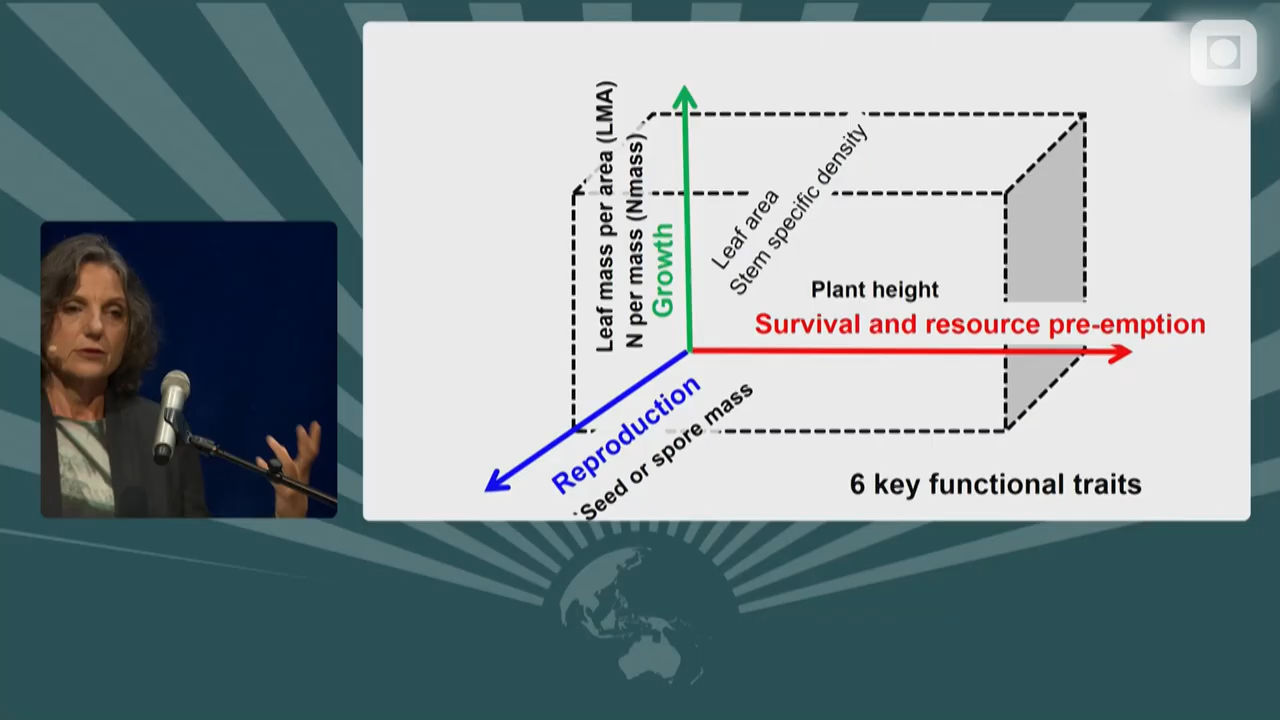 Leaf mass per area (LMA)
N per mass (Nmass)
Growth
Leaf area
Stem specific density
Plant height
Survival and resource pre-emption
Reproduction
Seed or spore mass
6 key functional traits